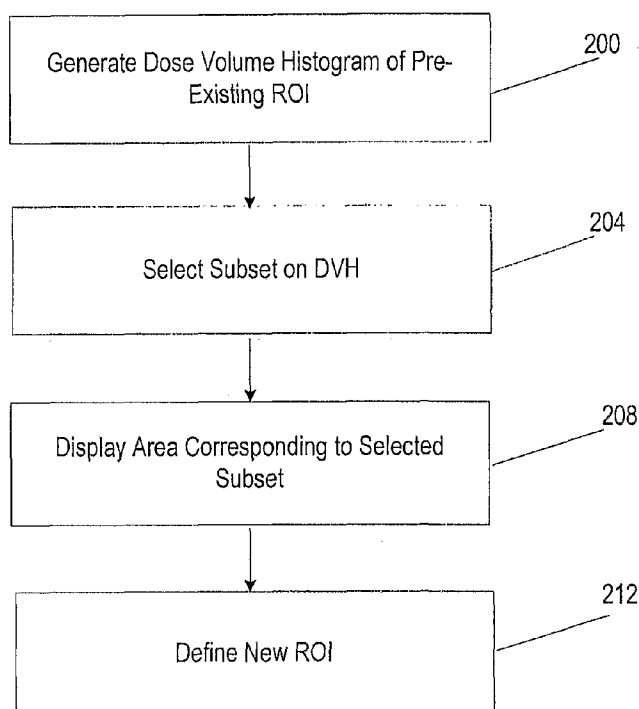 Generate Dose Volume Histogram of Pre-
Existing ROI
200
Select Subset on DVH
204
Display Area Corresponding to Selected
Subset
208
Define New ROI
212